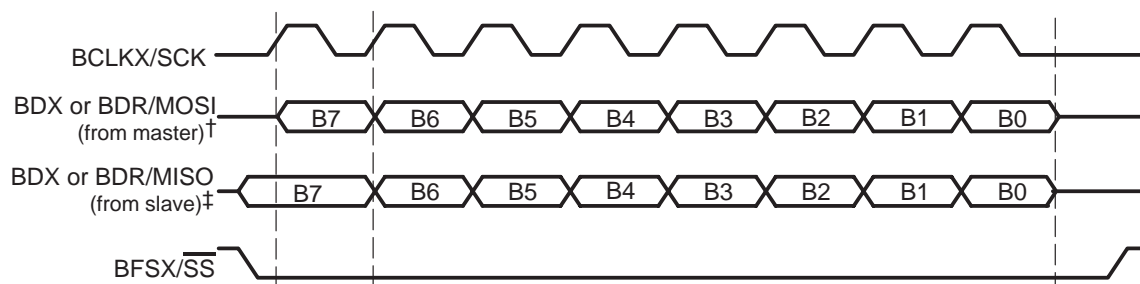 BCLKX/SCK
BDX or BDR/MOSI
(from master)†
B7 B6 B5 B4 B3 B2 B1 B0
BDX or BDR/MISO
(from slave)‡
B7 B6 B5 B4 B3 B2 B1 B0
BFSX/S̅S̅